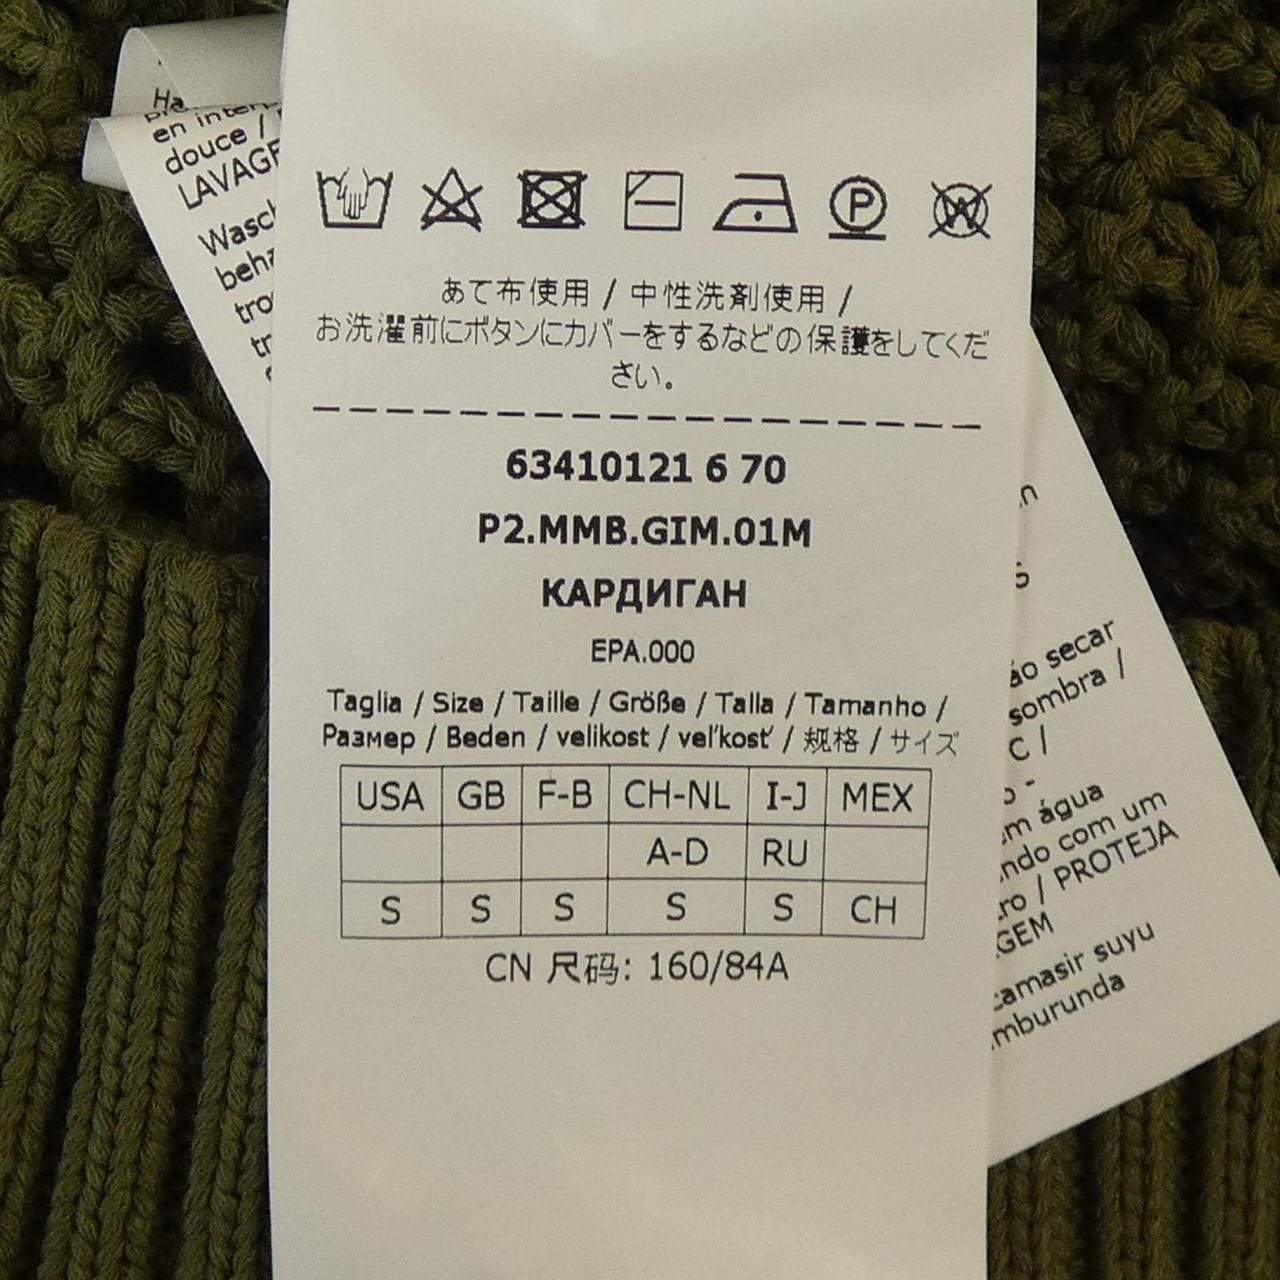 en inter
douce /
LAVAGE
Wasc
beha
あて布使用 / 中性洗剤使用 /
お洗濯前にボタンにカバーをするなどの保護をしてくだ
さい。
63410121 6 70
P2.MMB.GIM.01M
КАРДИГАН
EPA.000
Taglia / Size / Taille / Größe / Talla / Tamanho /
Размер / Beden / velikost / veľkosť / 规格 / サイズ
USA GB F-B CH-NL I-J MEX
A-D RU
S S S S S CH
CN 尺码: 160/84A
ão secar
sombra /
C |
em água
ndo com um
ro / PROTEJA
GEM
camasir suyu
mburunda